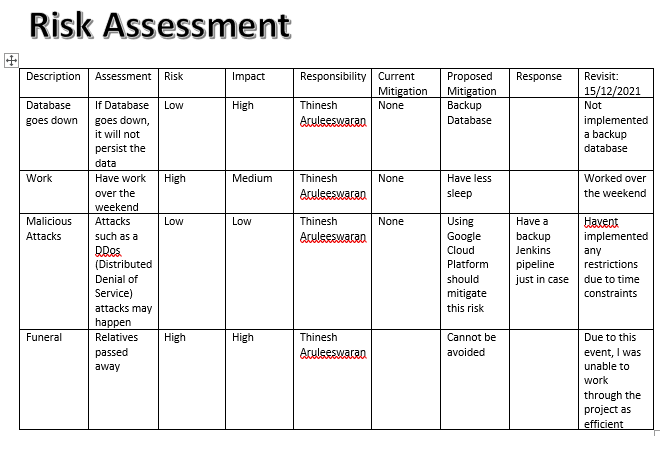 Risk Assessment
Description Assessment Risk Impact Responsibility Current Proposed Response Revisit:
Mitigation Mitigation 15/12/2021
Database If Database Low High Thinesh None Backup Not
goes down goes down, Aruleeswaran Database implemented
it will not a backup
persist the database
data
Work Have work High Medium Thinesh None Have less Worked over
over the Aruleeswaran sleep the weekend
weekend
Malicious Attacks Low Low Thinesh None Using Have a Havent
Attacks such as a Aruleeswaran Google backup implemented
DDos Cloud Jenkins any
(Distributed Platform pipeline restrictions
Denial of should just in case due to time
Service) mitigate constraints
attacks may this risk
happen
Funeral Relatives High High Thinesh Cannot be Due to this
passed Aruleeswaran avoided event, I was
away unable to
work
through the
project as
efficient